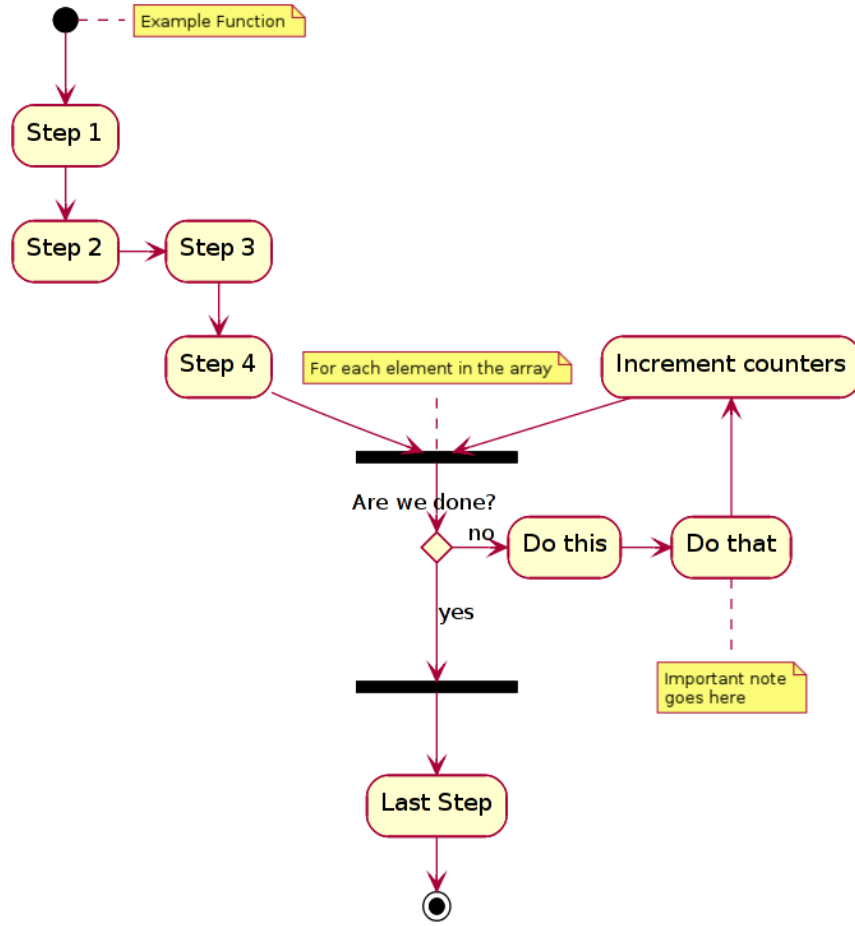 Example Function
Step 1
Step 2
Step 3
Step 4
For each element in the array
Increment counters
Are we done?
no
Do this
Do that
yes
Important note
goes here
Last Step